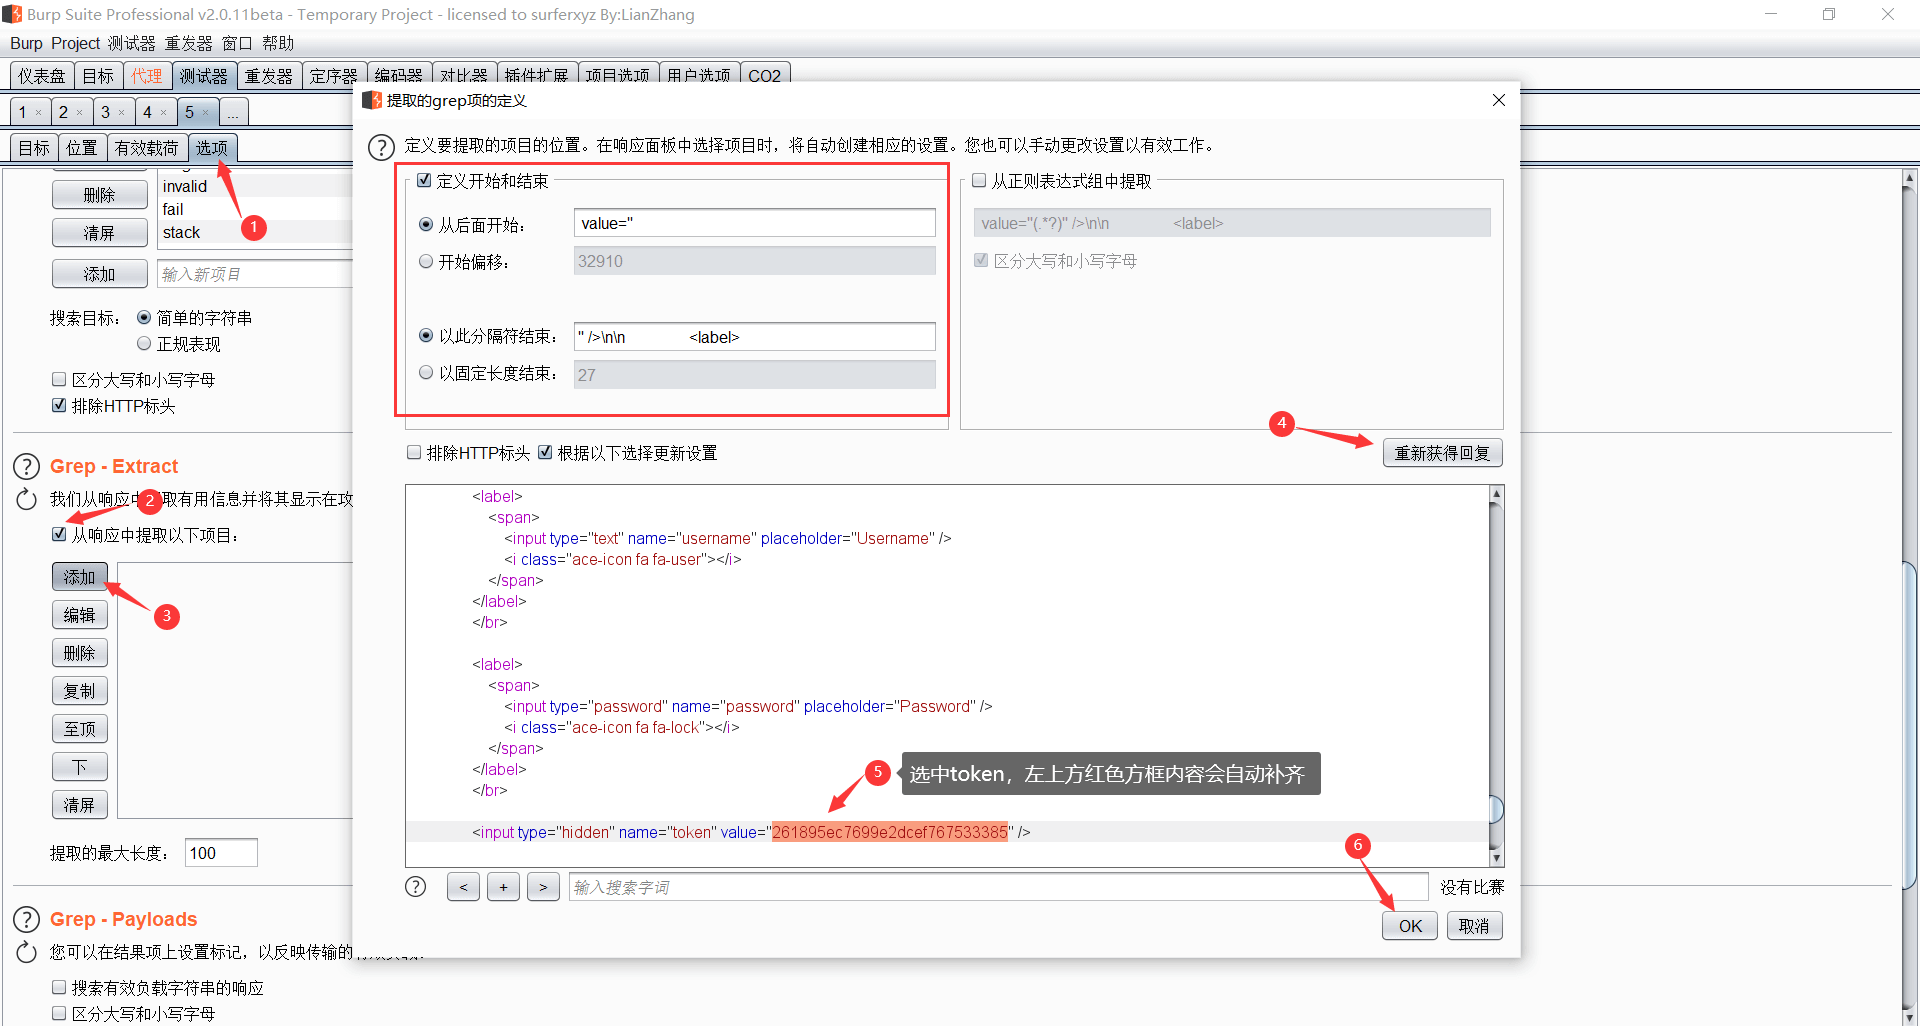 Burp Suite Professional v2.0.11beta - Temporary Project - licensed to surferxyz By:LianZhang
Burp Project 测试器 重发器 窗口 帮助
仪表盘 目标 代理 测试器 重发器 定序器 编码器 对比器 插件扩展 项目选项 用户选项 CO2
1 × 2 × 3 × 4 × 5 × ...
目标 位置 有效载荷 选项
删除
清屏
添加
invalid
fail
stack
输入新项目
1
搜索目标： 简单的字符串
正规表现
区分大写和小写字母
排除HTTP标头
Grep - Extract
我们从响应中 取有用信息并将其显示在攻
2
从响应中提取以下项目：
添加
3
编辑
删除
复制
至顶
下
清屏
提取的最大长度： 100
Grep - Payloads
您可以在结果项上设置标记，以反映传输的
搜索有效负载字符串的响应
区分大写和小写字母
提取的grep项的定义
定义要提取的项目的位置。在响应面板中选择项目时，将自动创建相应的设置。您也可以手动更改设置以有效工作。
定义开始和结束
从后面开始： value="
开始偏移： 32910
以此分隔符结束： " />\n\n <label>
以固定长度结束： 27
从正则表达式组中提取
value="(.*?)" />\n\n <label>
区分大写和小写字母
排除HTTP标头 根据以下选择更新设置
4
重新获得回复
<label>
<span>
<input type="text" name="username" placeholder="Username" />
<i class="ace-icon fa fa-user"></i>
</span>
</label>
</br>
<label>
<span>
<input type="password" name="password" placeholder="Password" />
<i class="ace-icon fa fa-lock"></i>
</span>
</label>
</br>
5
选中token，左上方红色方框内容会自动补齐
<input type="hidden" name="token" value="261895ec7699e2dcef767533385" />
6
? < + > 输入搜索字词 没有比赛
OK 取消